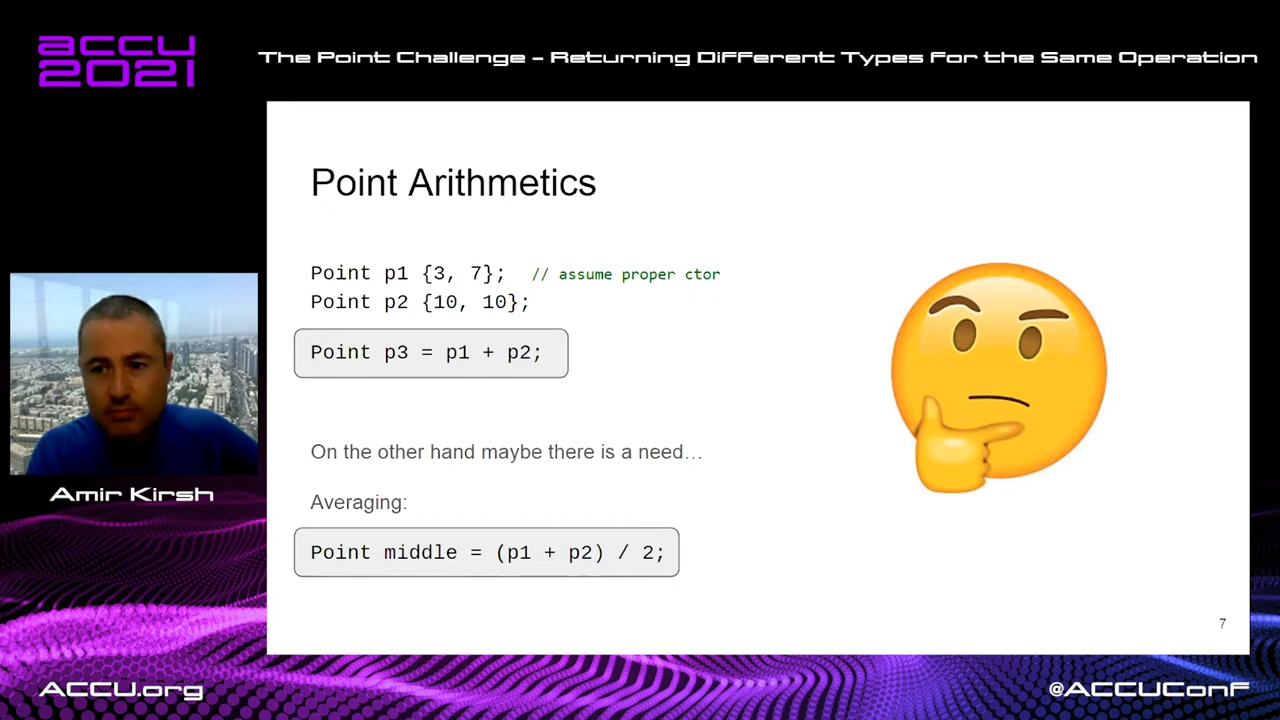 accu
2021
The Point Challenge – Returning Different Types for the Same Operation
Point Arithmetics
Point p1 {3, 7}; // assume proper ctor
Point p2 {10, 10};
Point p3 = p1 + p2;
On the other hand maybe there is a need…
Averaging:
Point middle = (p1 + p2) / 2;
7
Amir Kirsh
ACCU.org
@ACCUConf